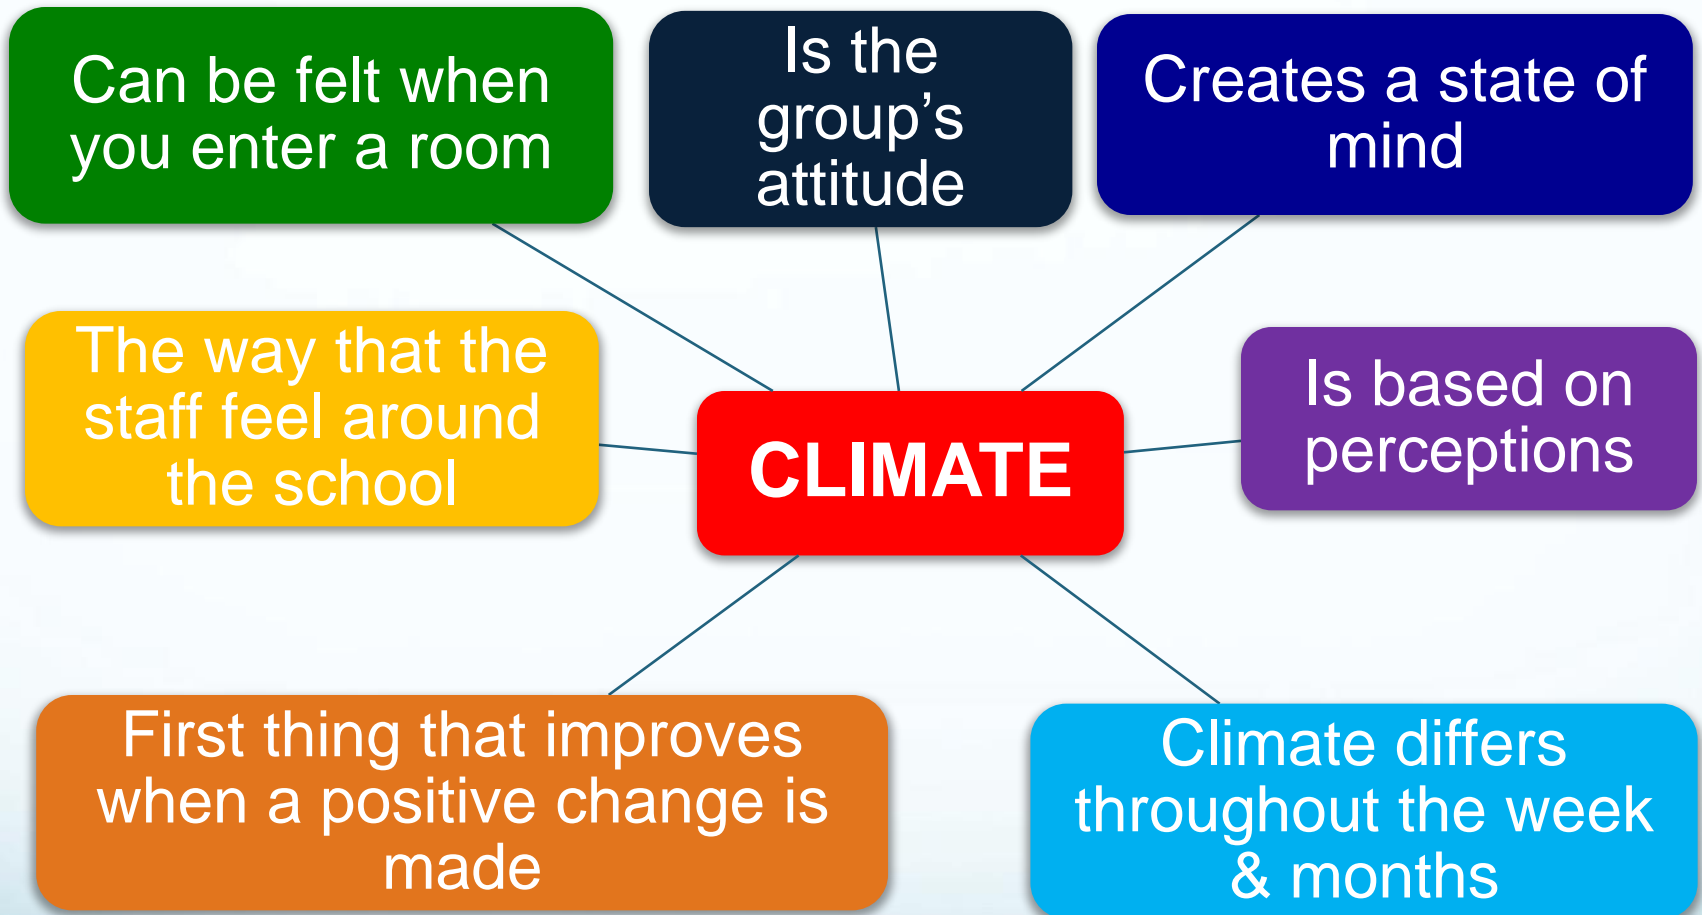 Can be felt when
you enter a room
Is the
group’s
attitude
Creates a state of
mind
The way that the
staff feel around
the school
CLIMATE
Is based on
perceptions
First thing that improves
when a positive change is
made
Climate differs
throughout the week
& months